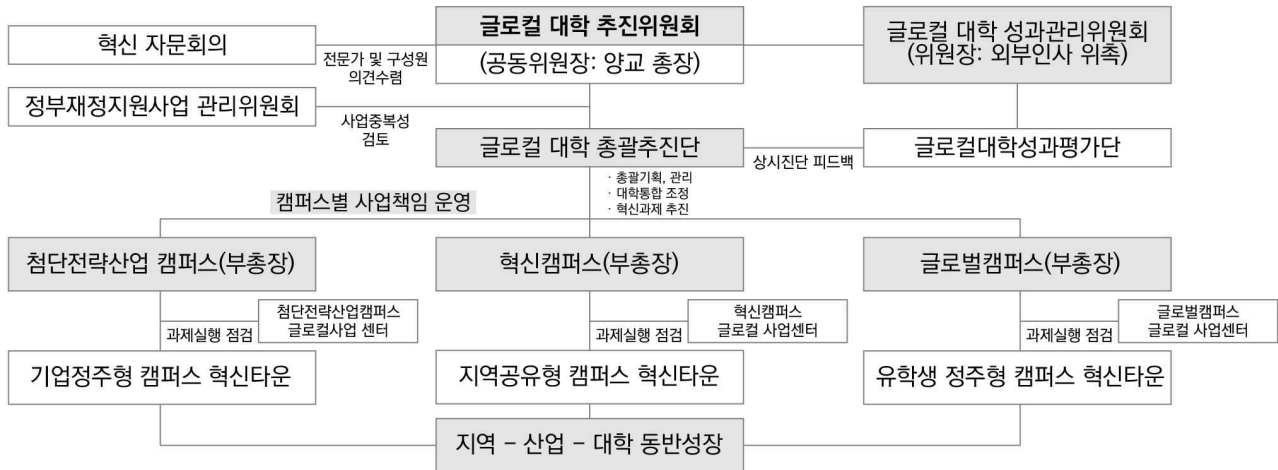 글로컬 대학 추진위원회
(공동위원장: 양교 총장)
혁신 자문회의
전문가 및 구성원
의견수렴
글로컬 대학 성과관리위원회
(위원장: 외부인사 위촉)
정부재정지원사업 관리위원회
사업중복성
검토
글로컬 대학 총괄추진단
상시진단 피드백
글로컬대학성과평가단
· 총괄기획, 관리
· 대학통합 조정
· 혁신과제 추진
캠퍼스별 사업책임 운영
첨단전략산업 캠퍼스(부총장)
혁신캠퍼스(부총장)
글로벌캠퍼스(부총장)
과제실행 점검
첨단전략산업캠퍼스
글로컬사업 센터
과제실행 점검
혁신캠퍼스
글로컬 사업센터
과제실행 점검
글로벌캠퍼스
글로컬 사업센터
기업정주형 캠퍼스 혁신타운
지역공유형 캠퍼스 혁신타운
유학생 정주형 캠퍼스 혁신타운
지역 – 산업 – 대학 동반성장